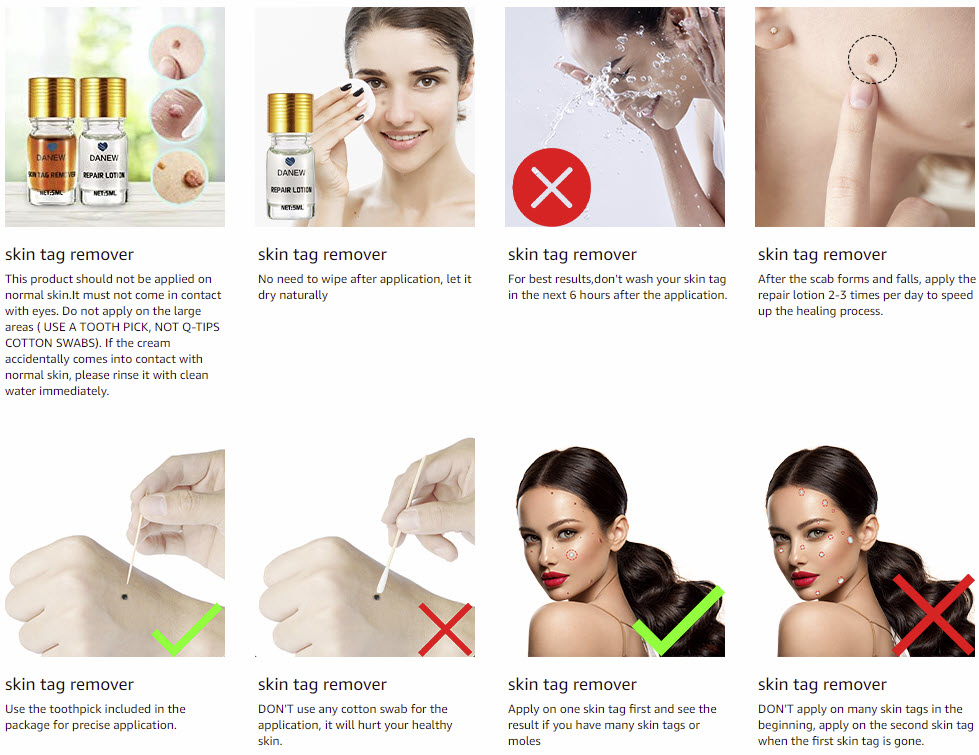 DANEW
SKIN TAG REMOVER
NET:5ML
DANEW
REPAIR LOTION
NET:5ML
DANEW
REPAIR LOTION
NET:5ML
skin tag remover
This product should not be applied on
normal skin.It must not come in contact
with eyes. Do not apply on the large
areas ( USE A TOOTH PICK, NOT Q-TIPS
COTTON SWABS). If the cream
accidentally comes into contact with
normal skin, please rinse it with clean
water immediately.
skin tag remover
No need to wipe after application, let it
dry naturally
skin tag remover
For best results,don't wash your skin tag
in the next 6 hours after the application.
skin tag remover
After the scab forms and falls, apply the
repair lotion 2-3 times per day to speed
up the healing process.
skin tag remover
Use the toothpick included in the
package for precise application.
skin tag remover
DON'T use any cotton swab for the
application, it will hurt your healthy
skin.
skin tag remover
Apply on one skin tag first and see the
result if you have many skin tags or
moles
skin tag remover
DON'T apply on many skin tags in the
beginning, apply on the second skin tag
when the first skin tag is gone.